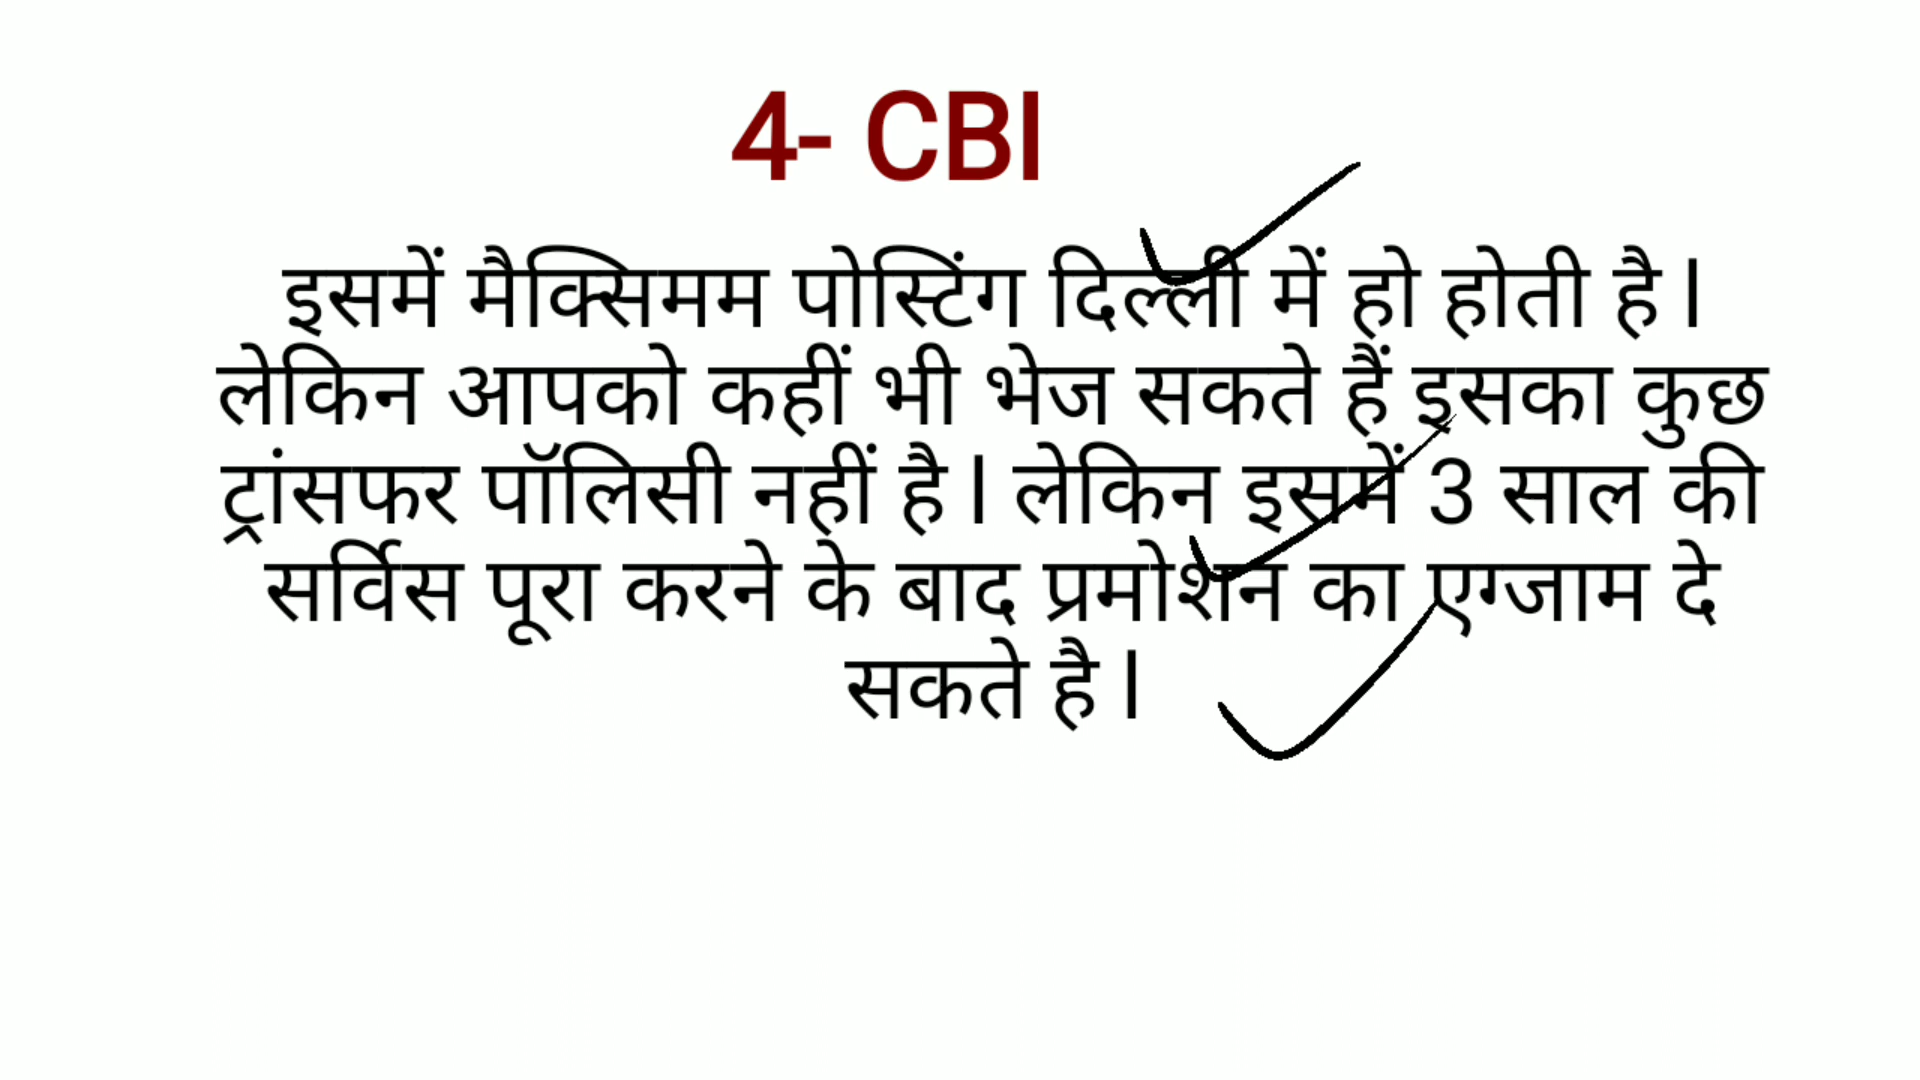 4- CBI
इसमें मैक्सिमम पोस्टिंग दिल्ली में हो होती है l
लेकिन आपको कहीं भी भेज सकते हैं इसका कुछ
ट्रांसफर पॉलिसी नहीं है l लेकिन इसमें 3 साल की
सर्विस पूरा करने के बाद प्रमोशन का एग्जाम दे
सकते है l